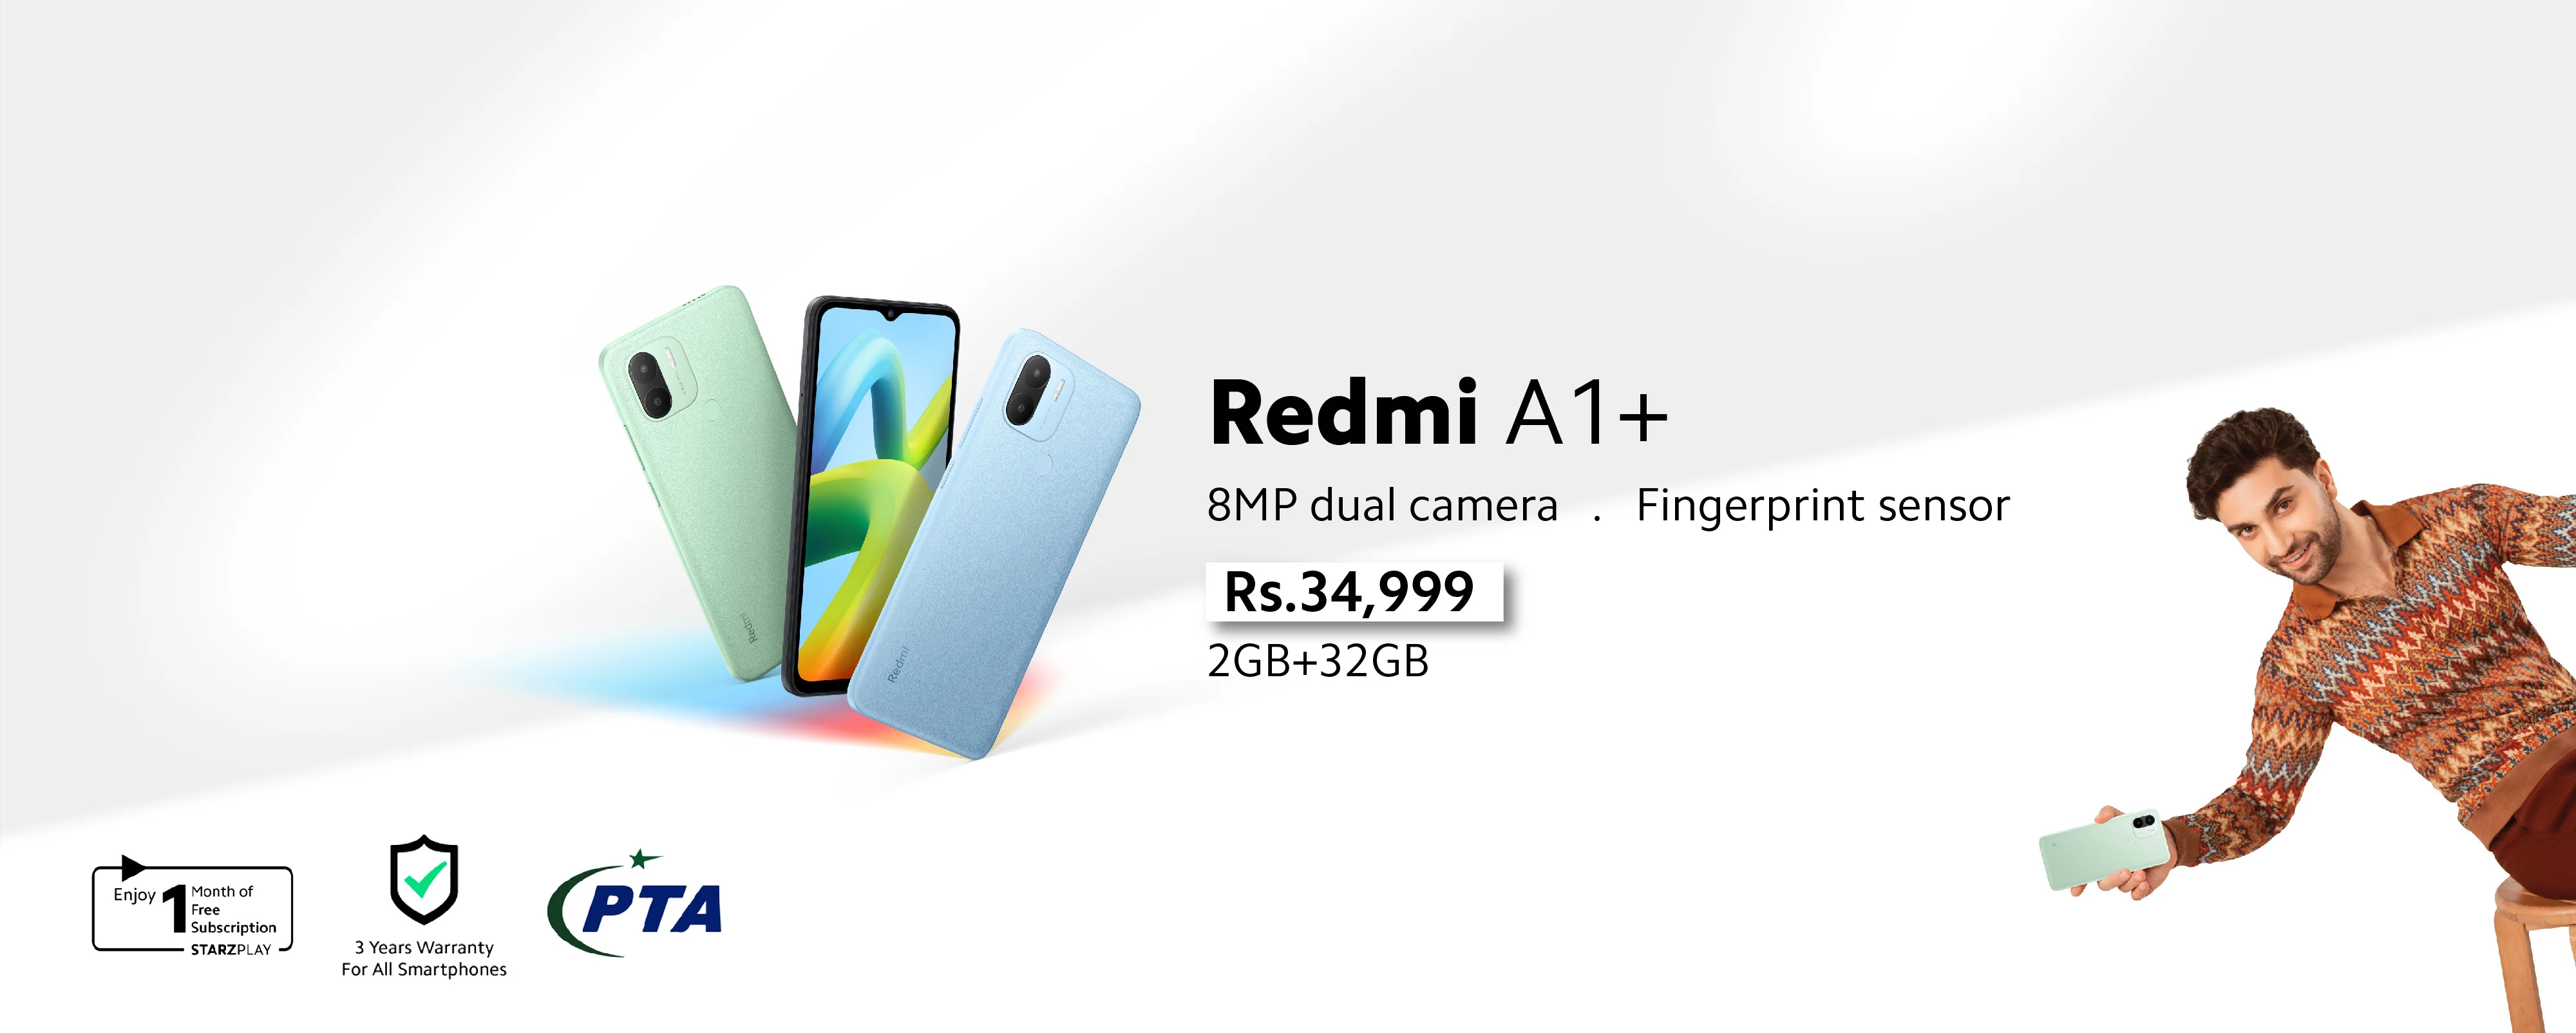 Redmi A1+
8MP dual camera . Fingerprint sensor
Rs.34,999
2GB+32GB
Redmi
Redmi
Enjoy 1 Month of
Free
Subscription
STARZPLAY
3 Years Warranty
For All Smartphones
PTA